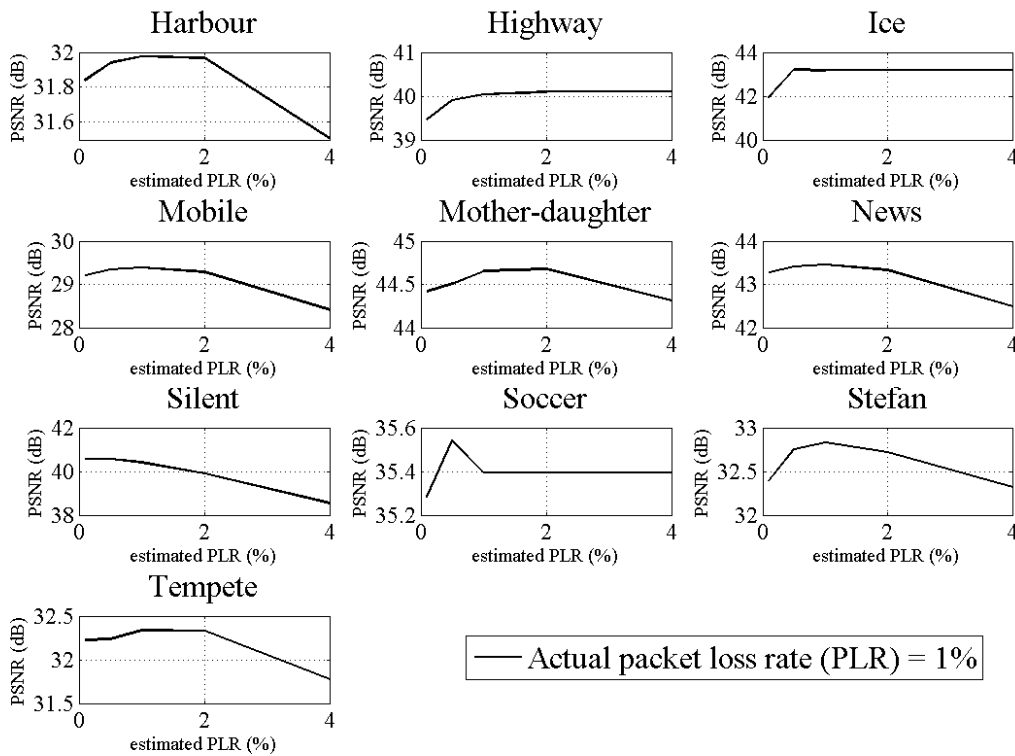 Harbour
Highway
Ice
PSNR (dB)
32
31.8
31.6
0
2
4
estimated PLR (%)
PSNR (dB)
41
40
39
0
2
4
estimated PLR (%)
PSNR (dB)
44
42
40
0
2
4
estimated PLR (%)
Mobile
Mother-daughter
News
PSNR (dB)
30
29
28
0
2
4
estimated PLR (%)
PSNR (dB)
45
44.5
44
0
2
4
estimated PLR (%)
PSNR (dB)
44
43
42
0
2
4
estimated PLR (%)
Silent
Soccer
Stefan
PSNR (dB)
42
40
38
0
2
4
estimated PLR (%)
PSNR (dB)
35.6
35.4
35.2
0
2
4
estimated PLR (%)
PSNR (dB)
33
32.5
32
0
2
4
estimated PLR (%)
Tempete
PSNR (dB)
32.5
32
31.5
0
2
4
estimated PLR (%)
Actual packet loss rate (PLR) = 1%